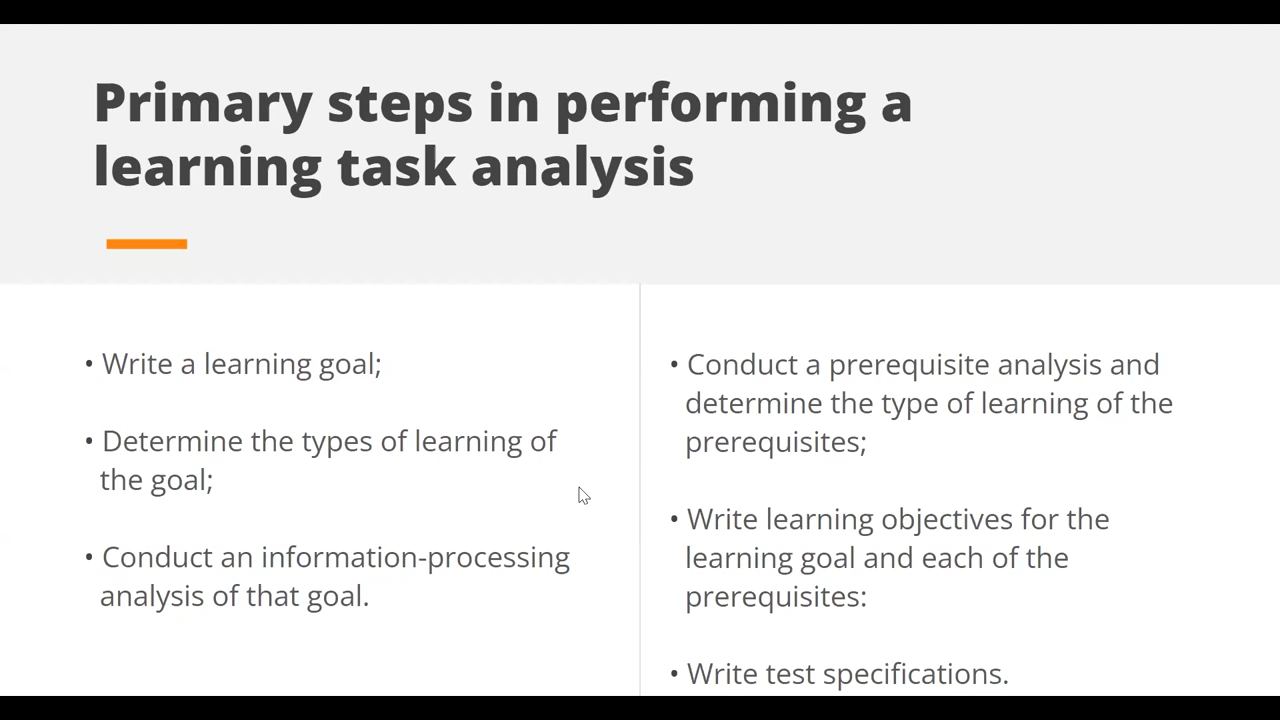 Primary steps in performing a
learning task analysis
• Write a learning goal;
• Determine the types of learning of
the goal;
• Conduct an information-processing
analysis of that goal.
• Conduct a prerequisite analysis and
determine the type of learning of the
prerequisites;
• Write learning objectives for the
learning goal and each of the
prerequisites:
• Write test specifications.